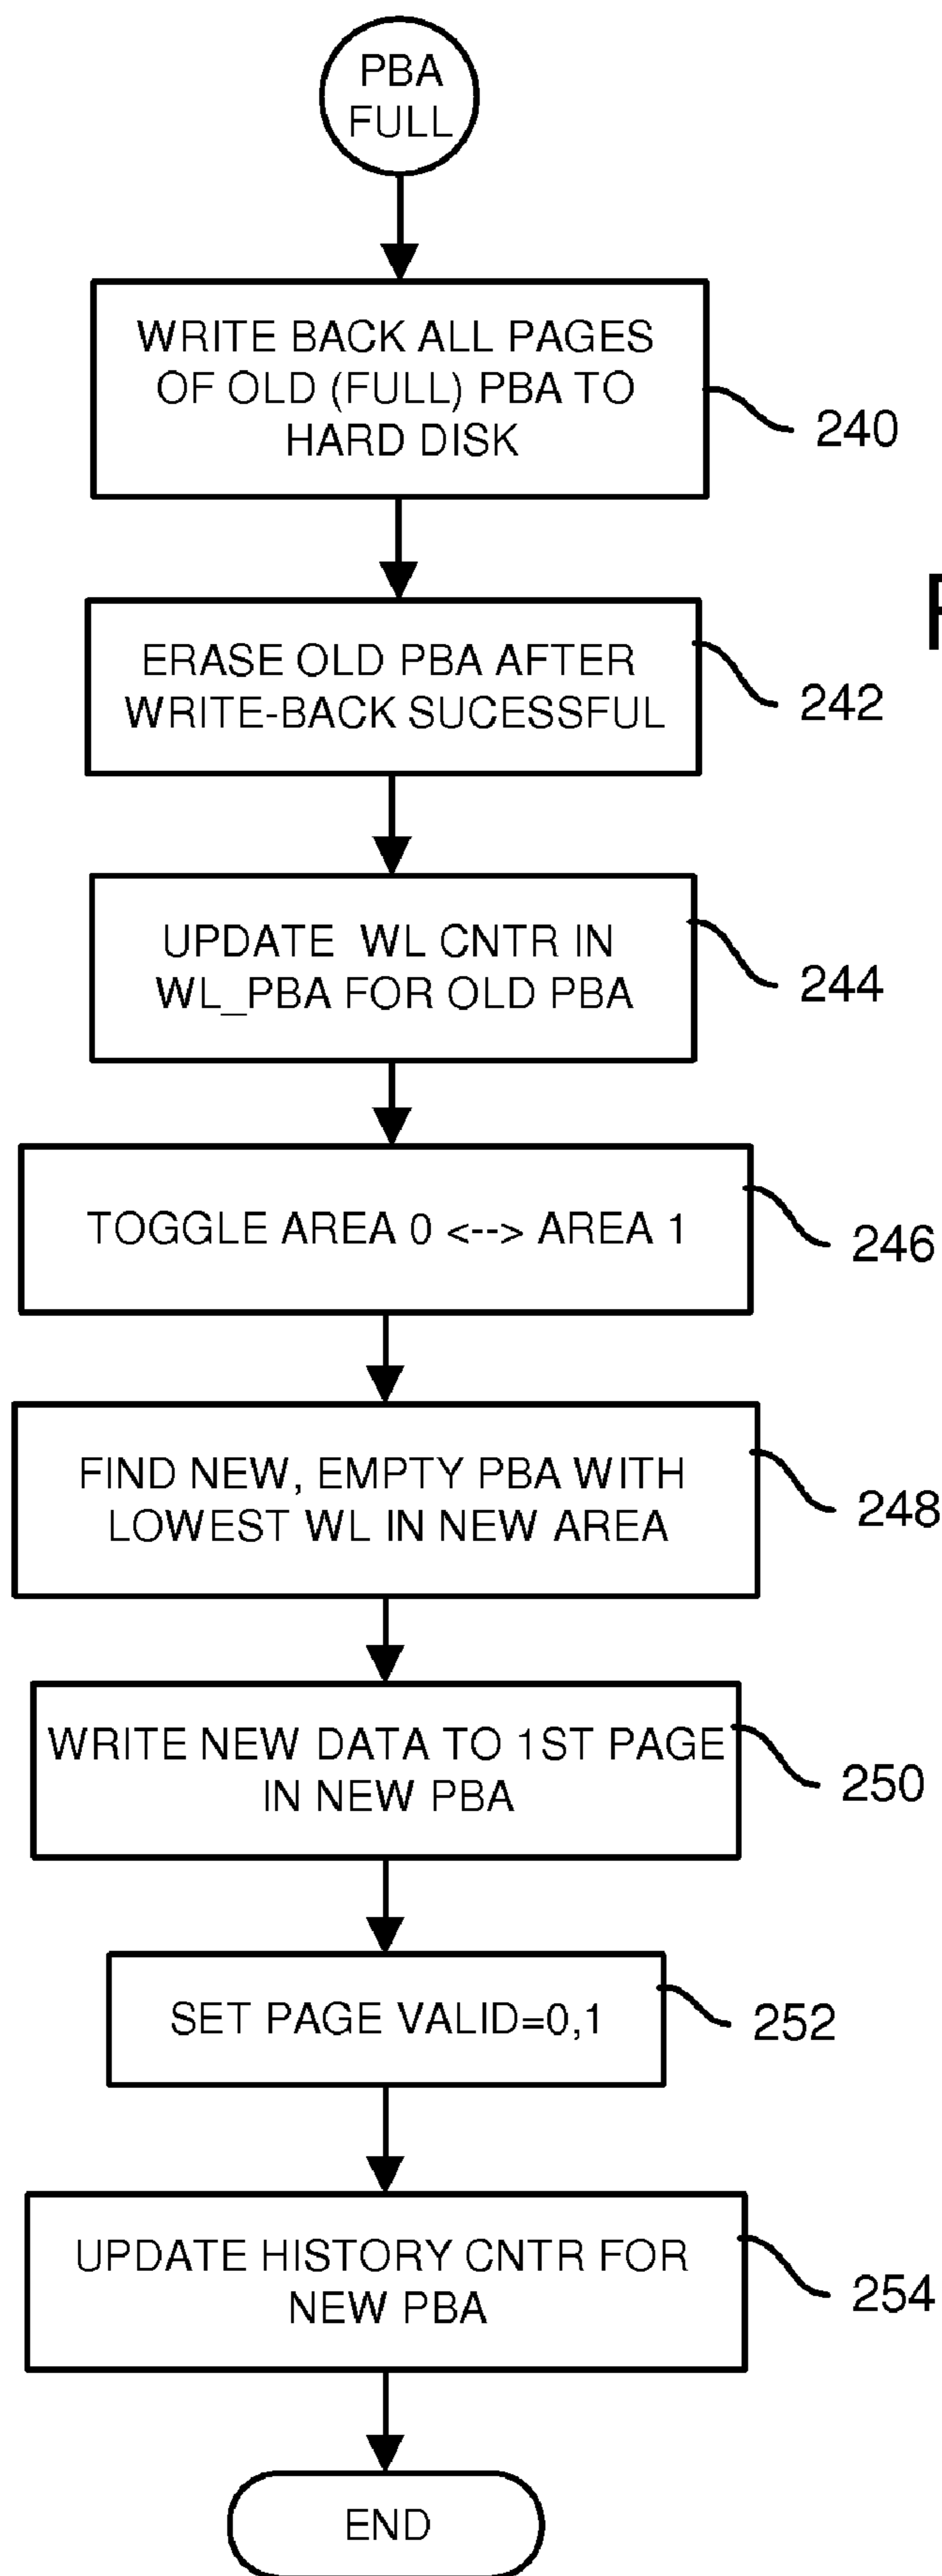 PBA
FULL
WRITE BACK ALL PAGES
OF OLD (FULL) PBA TO
HARD DISK
240
ERASE OLD PBA AFTER
WRITE-BACK SUCESSFUL
242
UPDATE WL CNTR IN
WL_PBA FOR OLD PBA
244
TOGGLE AREA 0 <--> AREA 1
246
FIND NEW, EMPTY PBA WITH
LOWEST WL IN NEW AREA
248
WRITE NEW DATA TO 1ST PAGE
IN NEW PBA
250
SET PAGE VALID=0,1
252
UPDATE HISTORY CNTR FOR
NEW PBA
254
END